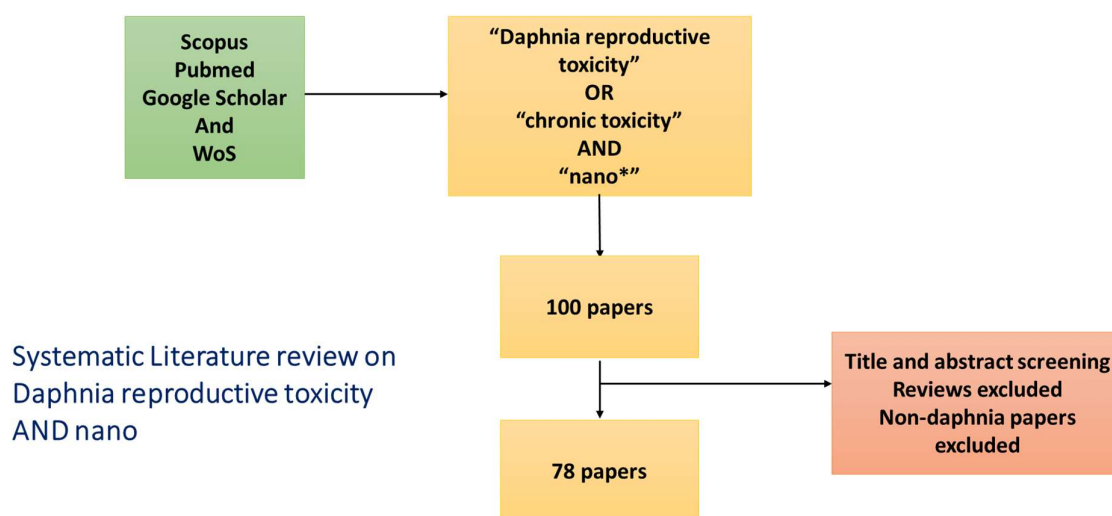 Scopus
Pubmed
Google Scholar
And
WoS
“Daphnia reproductive
toxicity”
OR
“chronic toxicity”
AND
“nano*”
100 papers
Systematic Literature review on
Daphnia reproductive toxicity
AND nano
Title and abstract screening
Reviews excluded
Non-daphnia papers
excluded
78 papers